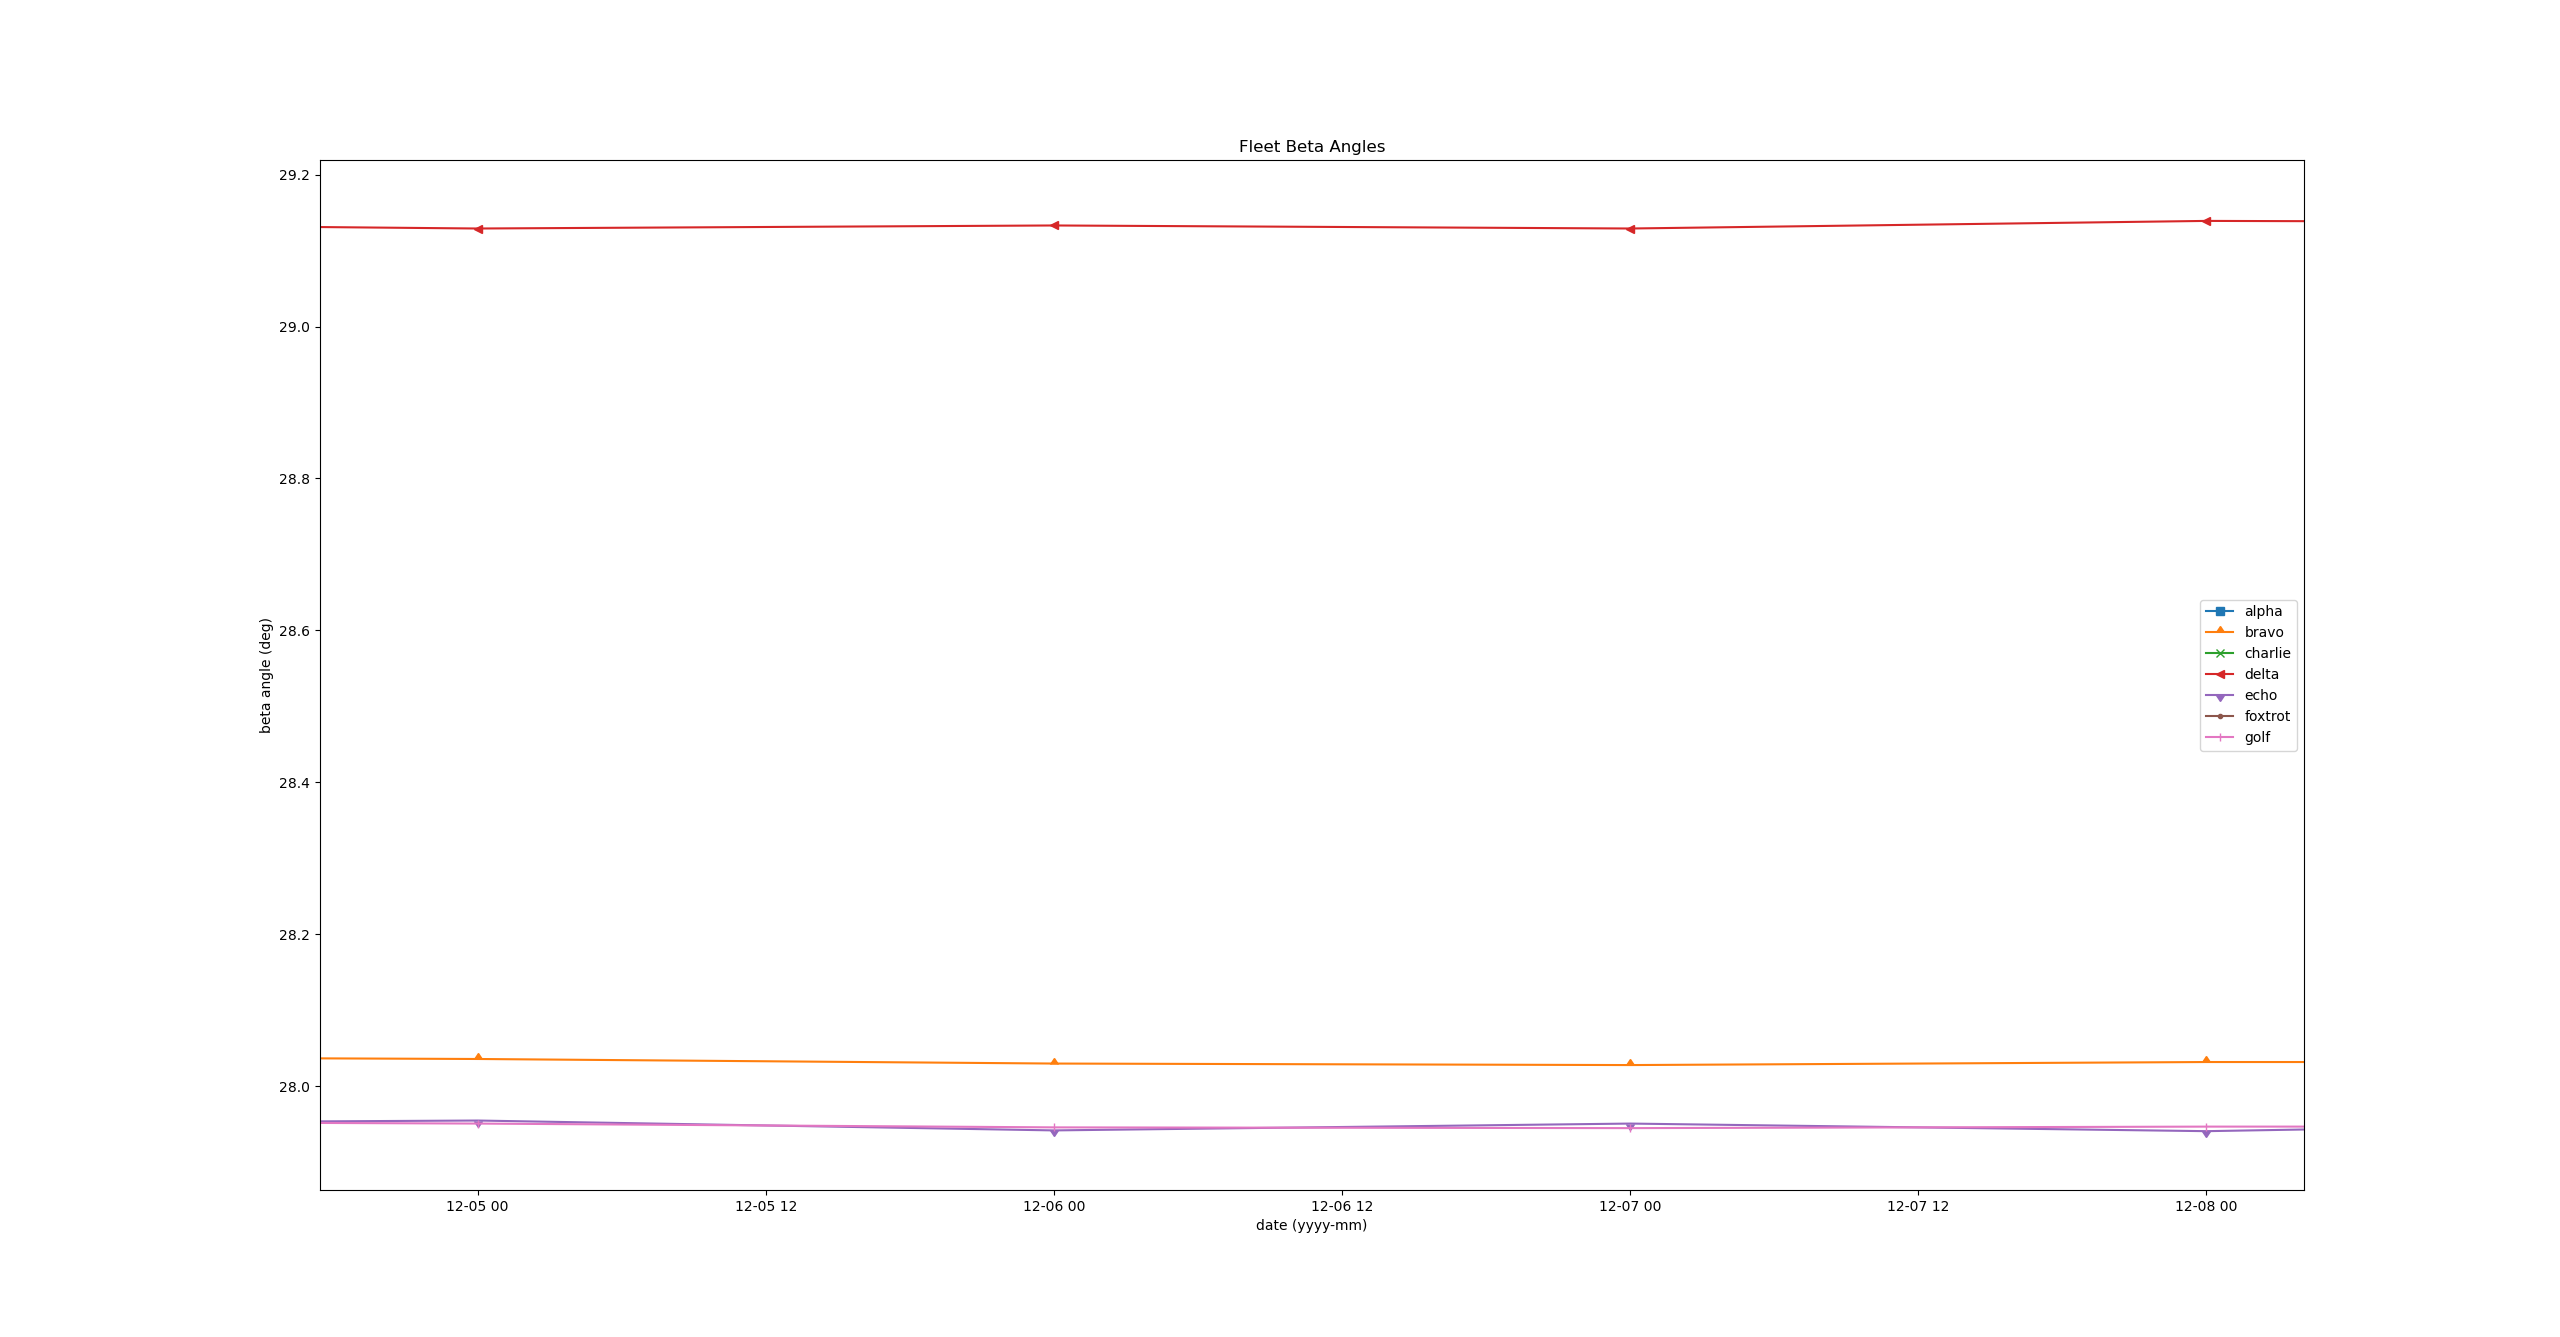 Fleet Beta Angles
29.2
29.0
28.8
28.6
28.4
28.2
28.0
beta angle (deg)
alpha
bravo
charlie
delta
echo
foxtrot
golf
12-05 00 12-05 12 12-06 00 12-06 12 12-07 00 12-07 12 12-08 00
date (yyyy-mm)